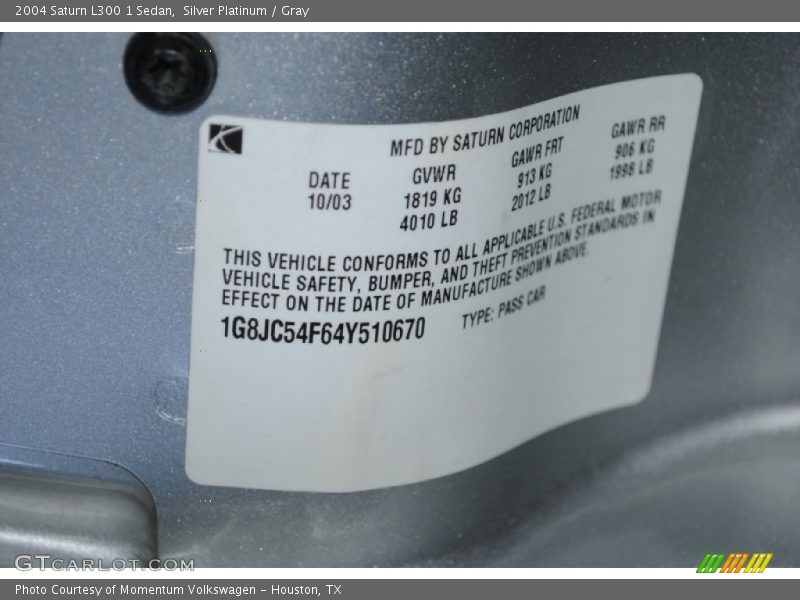 2004 Saturn L300 1 Sedan,  Silver Platinum / Gray
MFD BY SATURN CORPORATION
DATE
10/03
GVWR
1819 KG
4010 LB
GAWR FRT
913 KG
2012 LB
GAWR RR
906 KG
1998 LB
THIS VEHICLE CONFORMS TO ALL APPLICABLE U.S. FEDERAL MOTOR
VEHICLE SAFETY, BUMPER, AND THEFT PREVENTION STANDARDS IN
EFFECT ON THE DATE OF MANUFACTURE SHOWN ABOVE.
1G8JC54F64Y510670
TYPE: PASS CAR
GTCARLOT.COM
Photo Courtesy of Momentum Volkswagen - Houston, TX